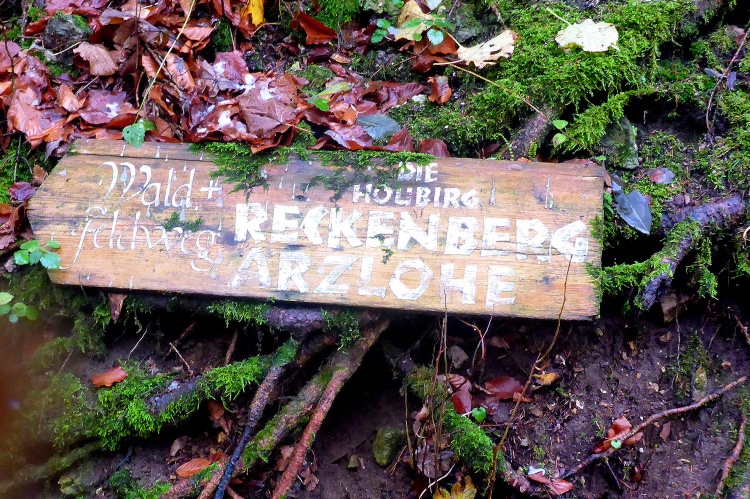 Wald +
Feldweg
DIE
HOUBIRG
RECKENBERG
ARZLOHE